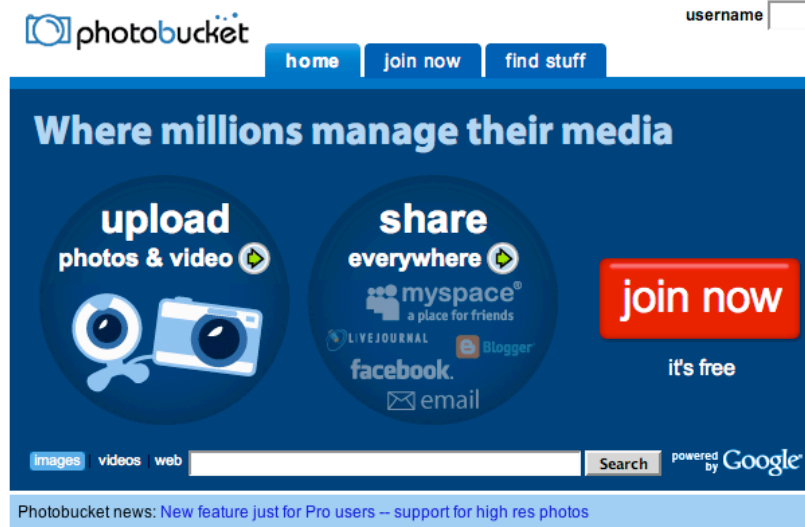 photobucket
username
home join now find stuff
Where millions manage their media
upload
photos & video
share
everywhere
myspace®
a place for friends
LIVEJOURNAL
Blogger
facebook.
email
join now
it's free
images videos web
Search
powered by Google
Photobucket news: New feature just for Pro users -- support for high res photos